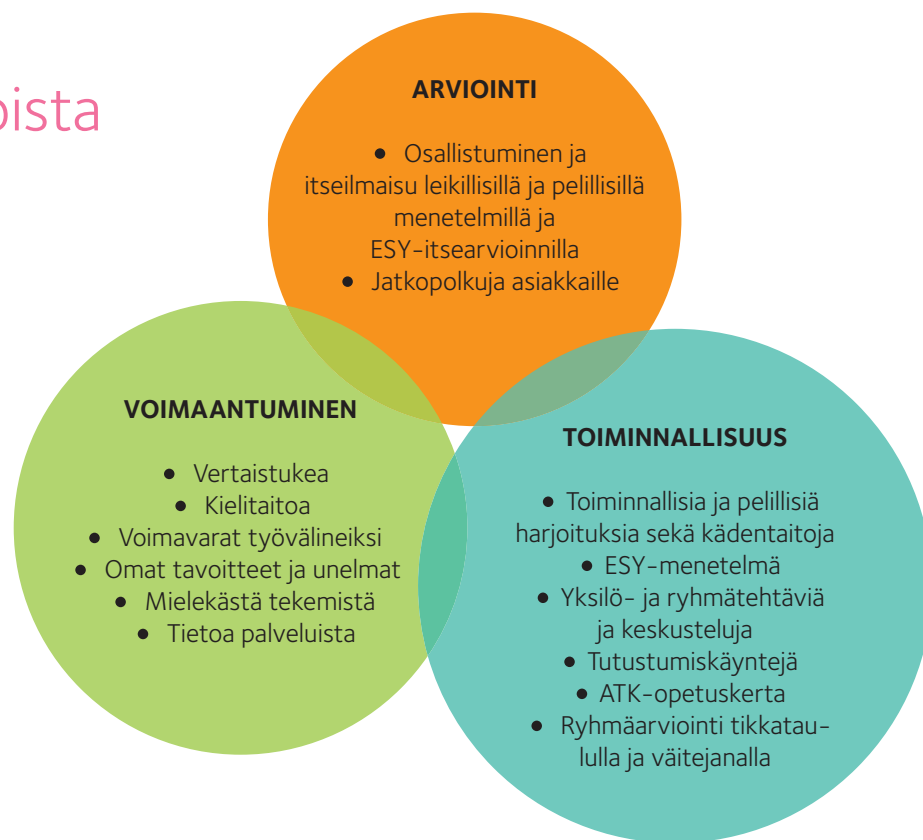 oista
ARVIOINTI
• Osallistuminen ja
itseilmaisu leikillisillä ja pelillisillä
menetelmillä ja
ESY-itsearvioinnilla
• Jatkopolkuja asiakkaille
VOIMAANTUMINEN
• Vertaistukea
• Kielitaitoa
• Voimavarat työvälineiksi
• Omat tavoitteet ja unelmat
• Mielekästä tekemistä
• Tietoa palveluista
TOIMINNALLISUUS
• Toiminnallisia ja pelillisiä
harjoituksia sekä kädentaitoja
• ESY-menetelmä
• Yksilö- ja ryhmätehtäviä
ja keskusteluja
• Tutustumiskäyntejä
• ATK-opetuskerta
• Ryhmäarviointi tikkatau-
lulla ja väitejanalla